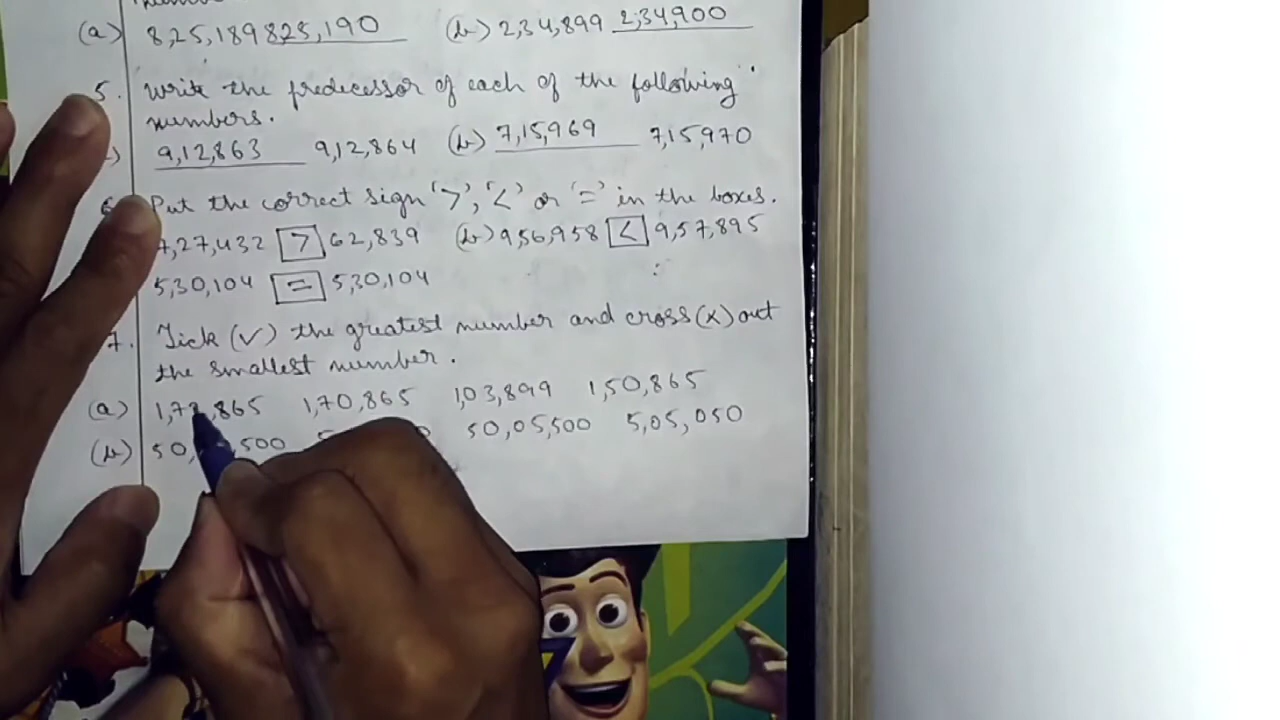 (a) 8,25,189 825,190 (b) 2,34,899 2,34,900
5. Write the predecessor of each of the following
numbers.
9,12,863 9,12,864 (b) 7,15,969 7,15,970
6. Put the correct sign '>', '<' or '=' in the boxes.
7,27,432 > 62,839 (b) 9,56,958 < 9,57,895
5,30,104 = 5,30,104
7. Tick (✓) the greatest number and cross (x) out
the smallest number.
(a) 1,73,865 1,70,865 1,03,899 1,50,865
(b) 50, ,500 50,05,500 5,05,050